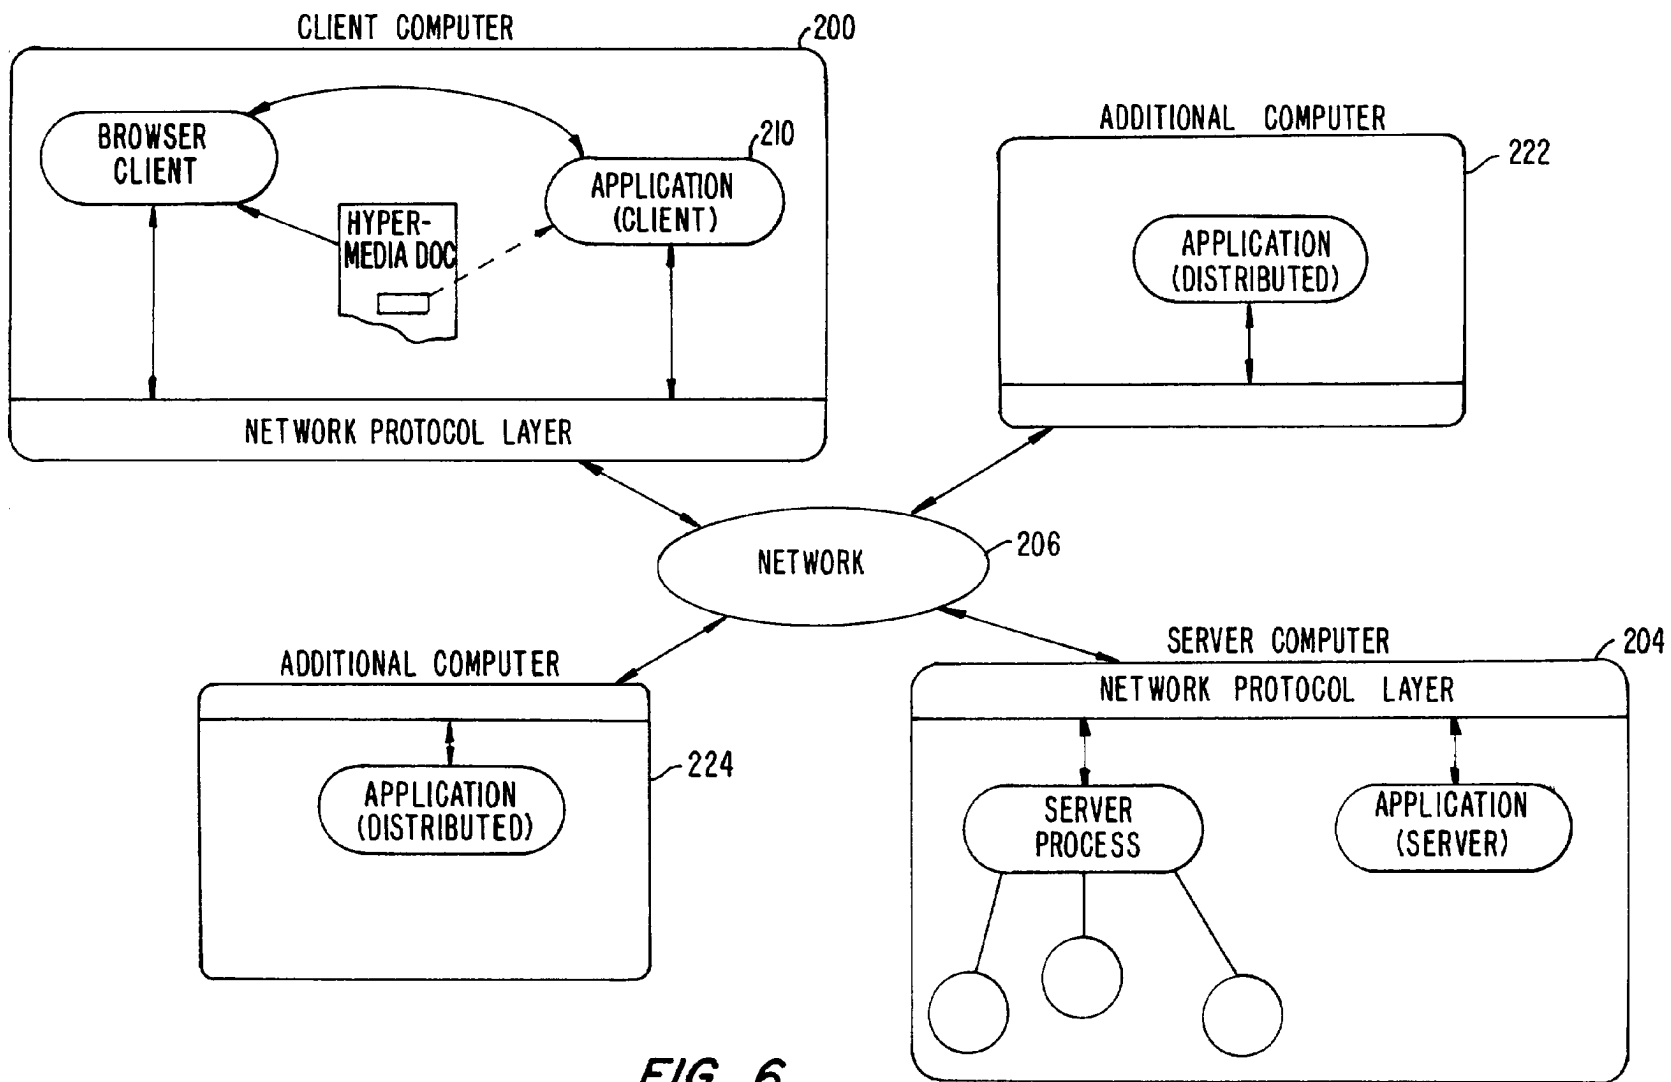 CLIENT COMPUTER
200
BROWSER
CLIENT
210
APPLICATION
(CLIENT)
HYPER-
MEDIA DOC
NETWORK PROTOCOL LAYER
ADDITIONAL COMPUTER
222
APPLICATION
(DISTRIBUTED)
NETWORK
206
ADDITIONAL COMPUTER
224
APPLICATION
(DISTRIBUTED)
SERVER COMPUTER
204
NETWORK PROTOCOL LAYER
SERVER
PROCESS
APPLICATION
(SERVER)
FIG. 6